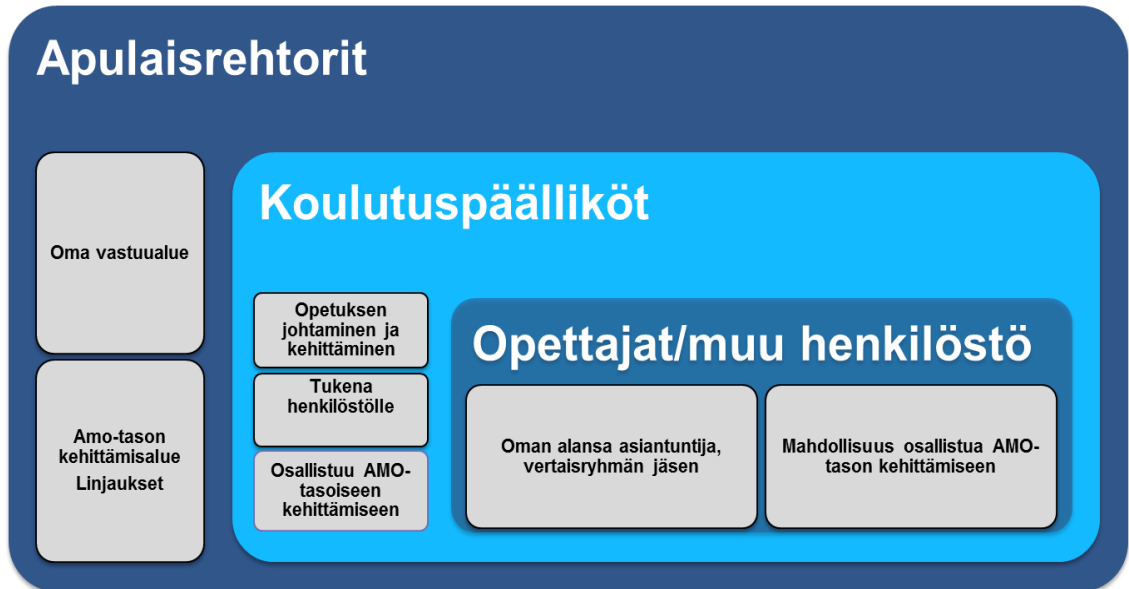 Apulaisrehtorit
Oma vastuualue
Amo-tason
kehittämisalue
Linjaukset
Koulutuspäälliköt
Opetuksen
johtaminen ja
kehittäminen
Tukena
henkilöstölle
Osallistuu AMO-
tasoiseen
kehittämiseen
Opettajat/muu henkilöstö
Oman alansa asiantuntija,
vertaisryhmän jäsen
Mahdollisuus osallistua AMO-
tason kehittämiseen